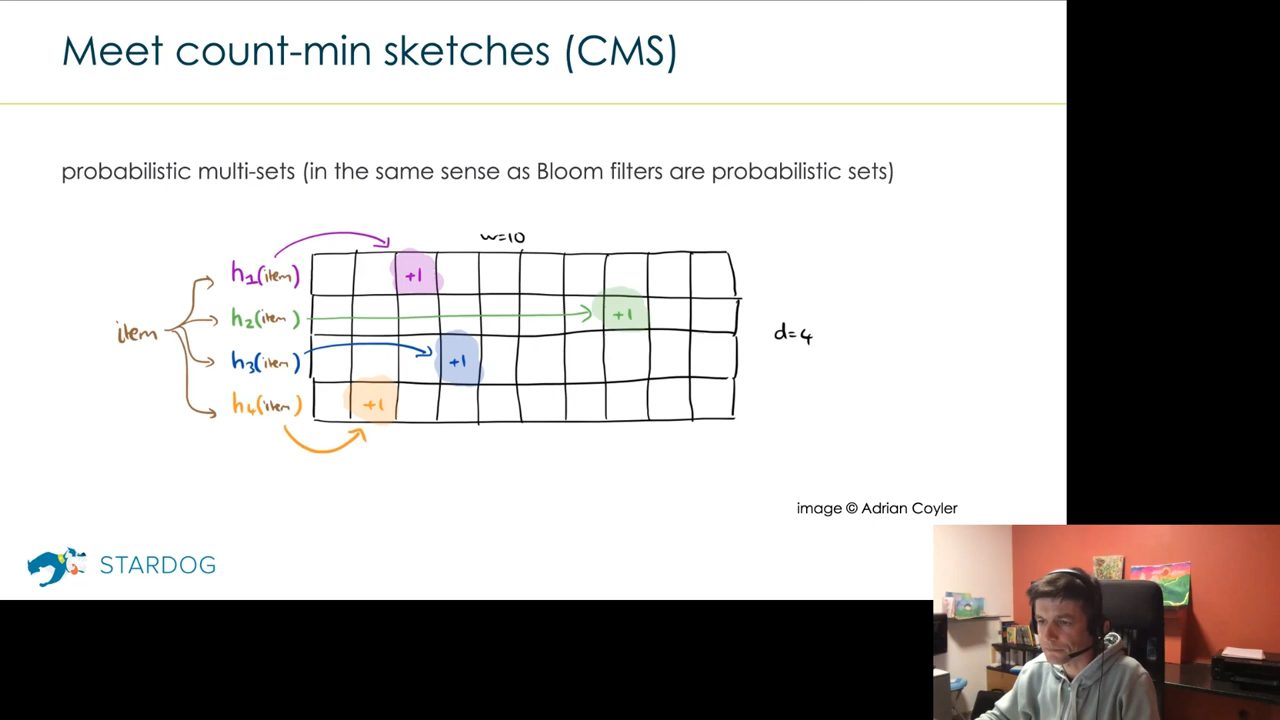 Meet count-min sketches (CMS)
probabilistic multi-sets (in the same sense as Bloom filters are probabilistic sets)
w=10
h1(item)
+1
h2(item)
+1
item
d=4
h3(item)
+1
h4(item)
+1
image © Adrian Coyler
STARDOG